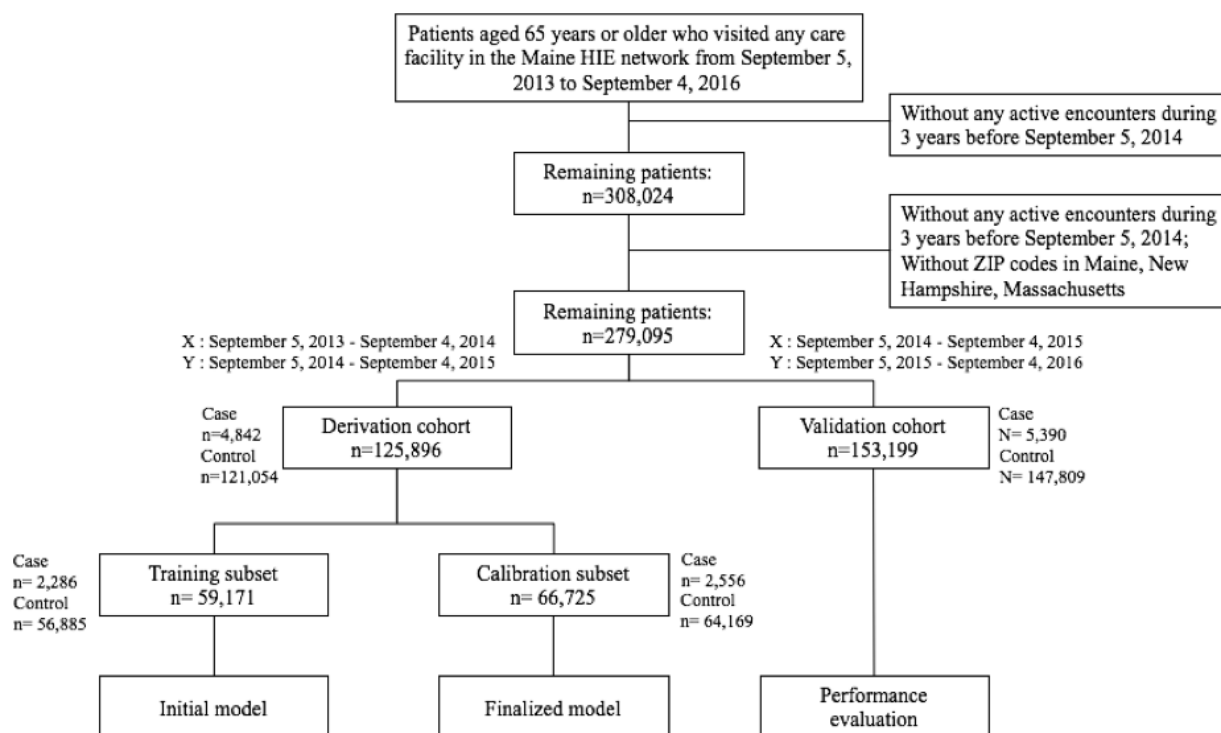 Patients aged 65 years or older who visited any care
facility in the Maine HIE network from September 5,
2013 to September 4, 2016
Without any active encounters during
3 years before September 5, 2014
Remaining patients:
n=308,024
Without any active encounters during
3 years before September 5, 2014;
Without ZIP codes in Maine, New
Hampshire, Massachusetts
Remaining patients:
n=279,095
X : September 5, 2013 - September 4, 2014
Y : September 5, 2014 - September 4, 2015
X : September 5, 2014 - September 4, 2015
Y : September 5, 2015 - September 4, 2016
Case
n=4,842
Control
n=121,054
Derivation cohort
n=125,896
Validation cohort
n=153,199
Case
N= 5,390
Control
N= 147,809
Case
n= 2,286
Control
n= 56,885
Training subset
n= 59,171
Calibration subset
n= 66,725
Case
n= 2,556
Control
n= 64,169
Initial model
Finalized model
Performance
evaluation